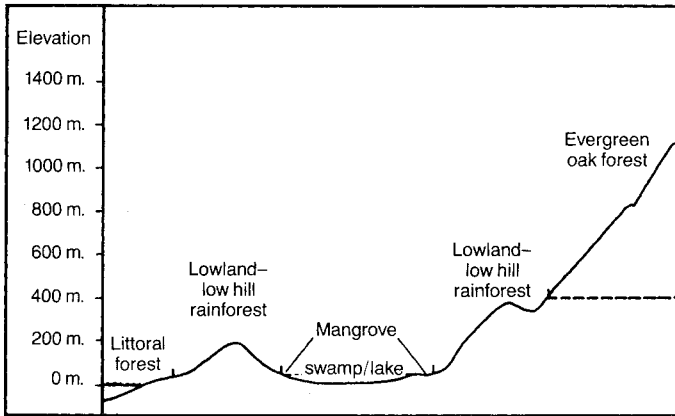 Elevation
1400 m.
1200 m.
1000 m.
800 m.
600 m.
400 m.
200 m.
0 m.
Littoral
forest
Lowland–
low hill
rainforest
Mangrove
swamp/lake
Lowland–
low hill
rainforest
Evergreen
oak forest